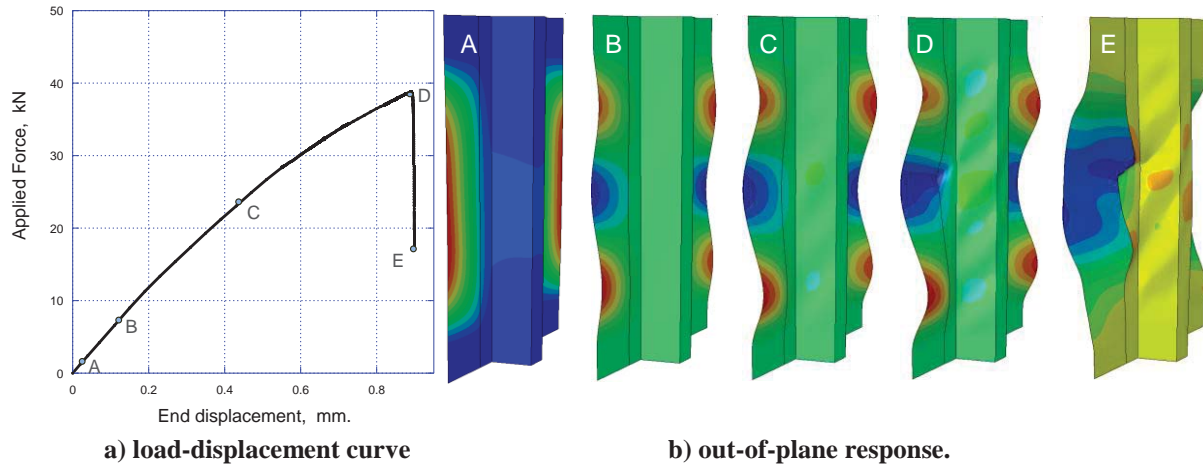 50
40
30
20
10
0
Applied Force, kN
0
0.2
0.4
0.6
0.8
End displacement, mm.
A
B
C
D
E
A
B
C
D
E
a) load-displacement curve
b) out-of-plane response.